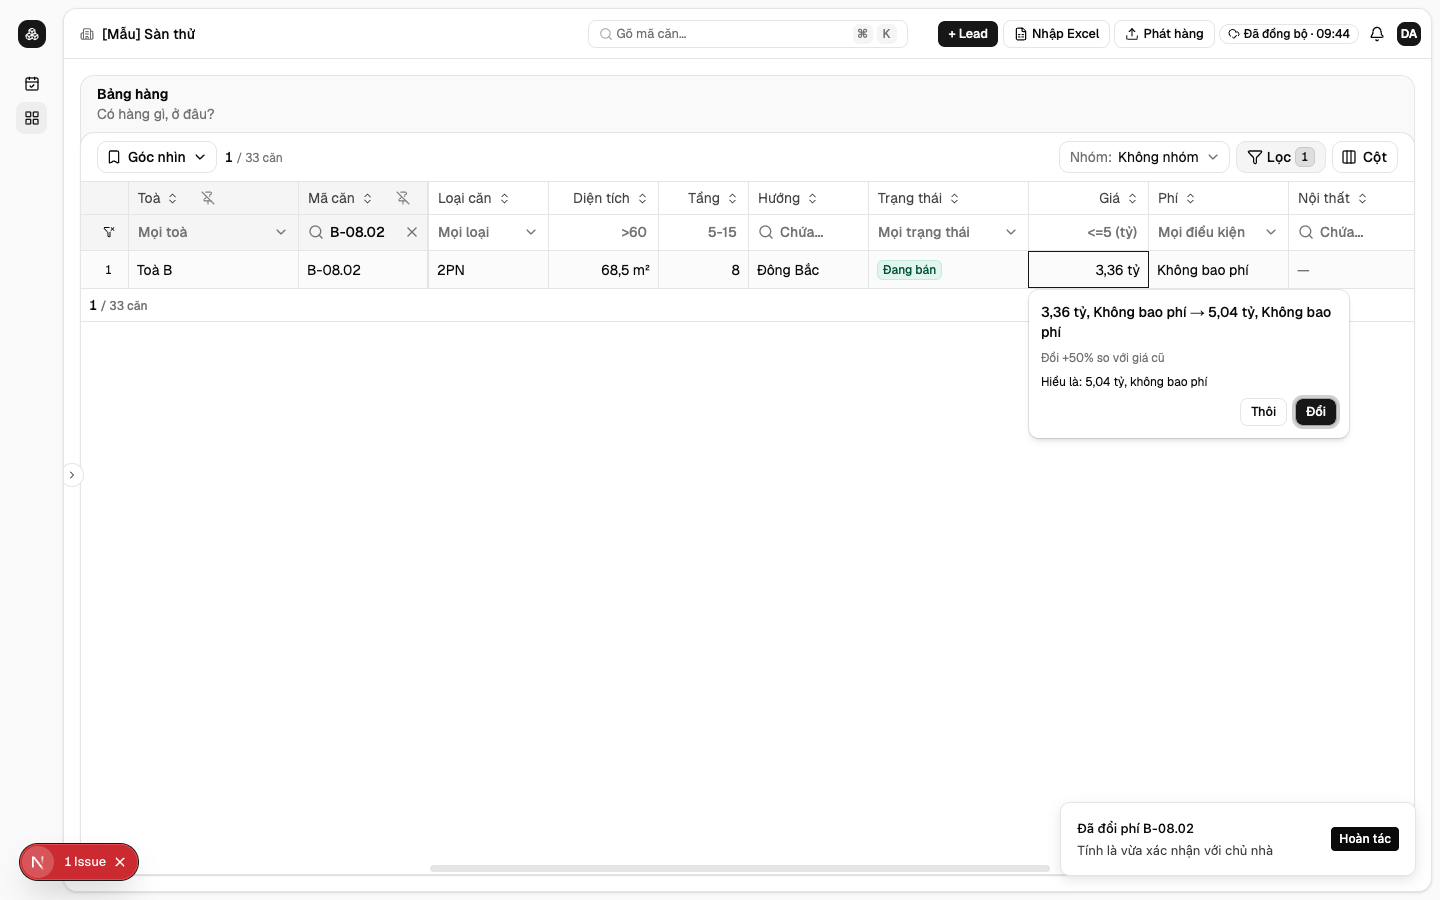 [Mẫu] Sàn thử
Gõ mã căn...
⌘ K
+ Lead
Nhập Excel
Phát hàng
Đã đồng bộ · 09:44
DA
Bảng hàng
Có hàng gì, ở đâu?
Góc nhìn
1 / 33 căn
Nhóm: Không nhóm
Lọc 1
Cột
Toà
Mã căn
Loại căn
Diện tích
Tầng
Hướng
Trạng thái
Giá
Phí
Nội thất
Mọi toà
B-08.02
Mọi loại
>60
5-15
Chứa...
Mọi trạng thái
<=5 (tỷ)
Mọi điều kiện
Chứa...
1
Toà B
B-08.02
2PN
68,5 m²
8
Đông Bắc
Đang bán
3,36 tỷ
Không bao phí
—
1 / 33 căn
3,36 tỷ, Không bao phí → 5,04 tỷ, Không bao
phí
Đổi +50% so với giá cũ
Hiểu là: 5,04 tỷ, không bao phí
Thôi
Đổi
Đã đổi phí B-08.02
Tính là vừa xác nhận với chủ nhà
Hoàn tác
N
1 Issue